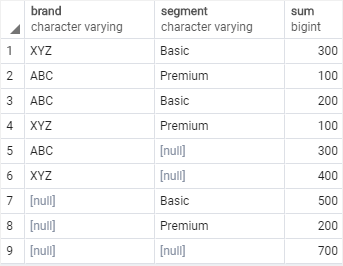 brand segment sum
character varying character varying bigint
1 XYZ Basic 300
2 ABC Premium 100
3 ABC Basic 200
4 XYZ Premium 100
5 ABC [null] 300
6 XYZ [null] 400
7 [null] Basic 500
8 [null] Premium 200
9 [null] [null] 700